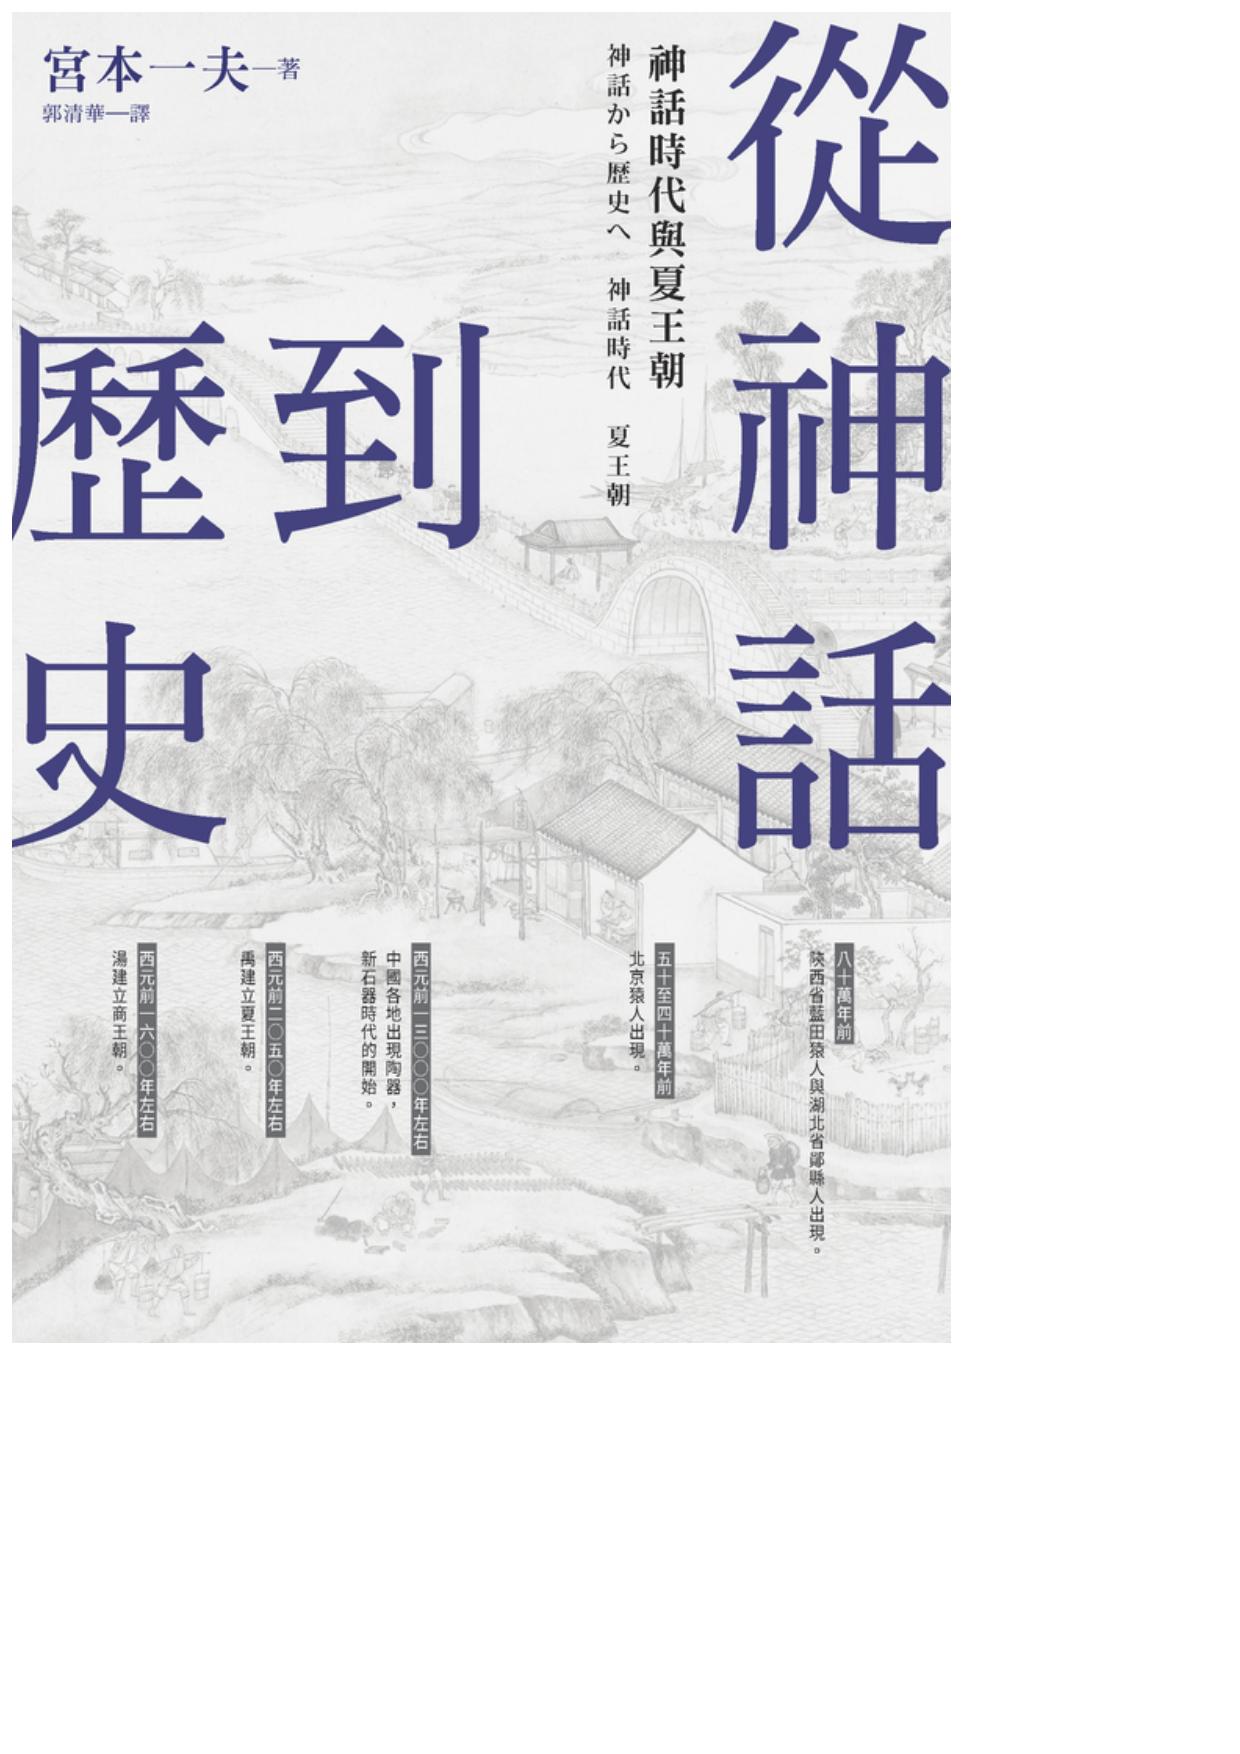 從神話
到歷史
神話時代與夏王朝
神話から歴史へ　神話時代　夏王朝
宮本一夫—著
郭清華—譯
八十萬年前
陝西省藍田猿人與湖北省鄖縣人出現。
五十至四十萬年前
北京猿人出現。
西元前一三〇〇〇年左右
中國各地出現陶器，
新石器時代的開始。
西元前二〇五〇年左右
禹建立夏王朝。
西元前一六〇〇年左右
湯建立商王朝。